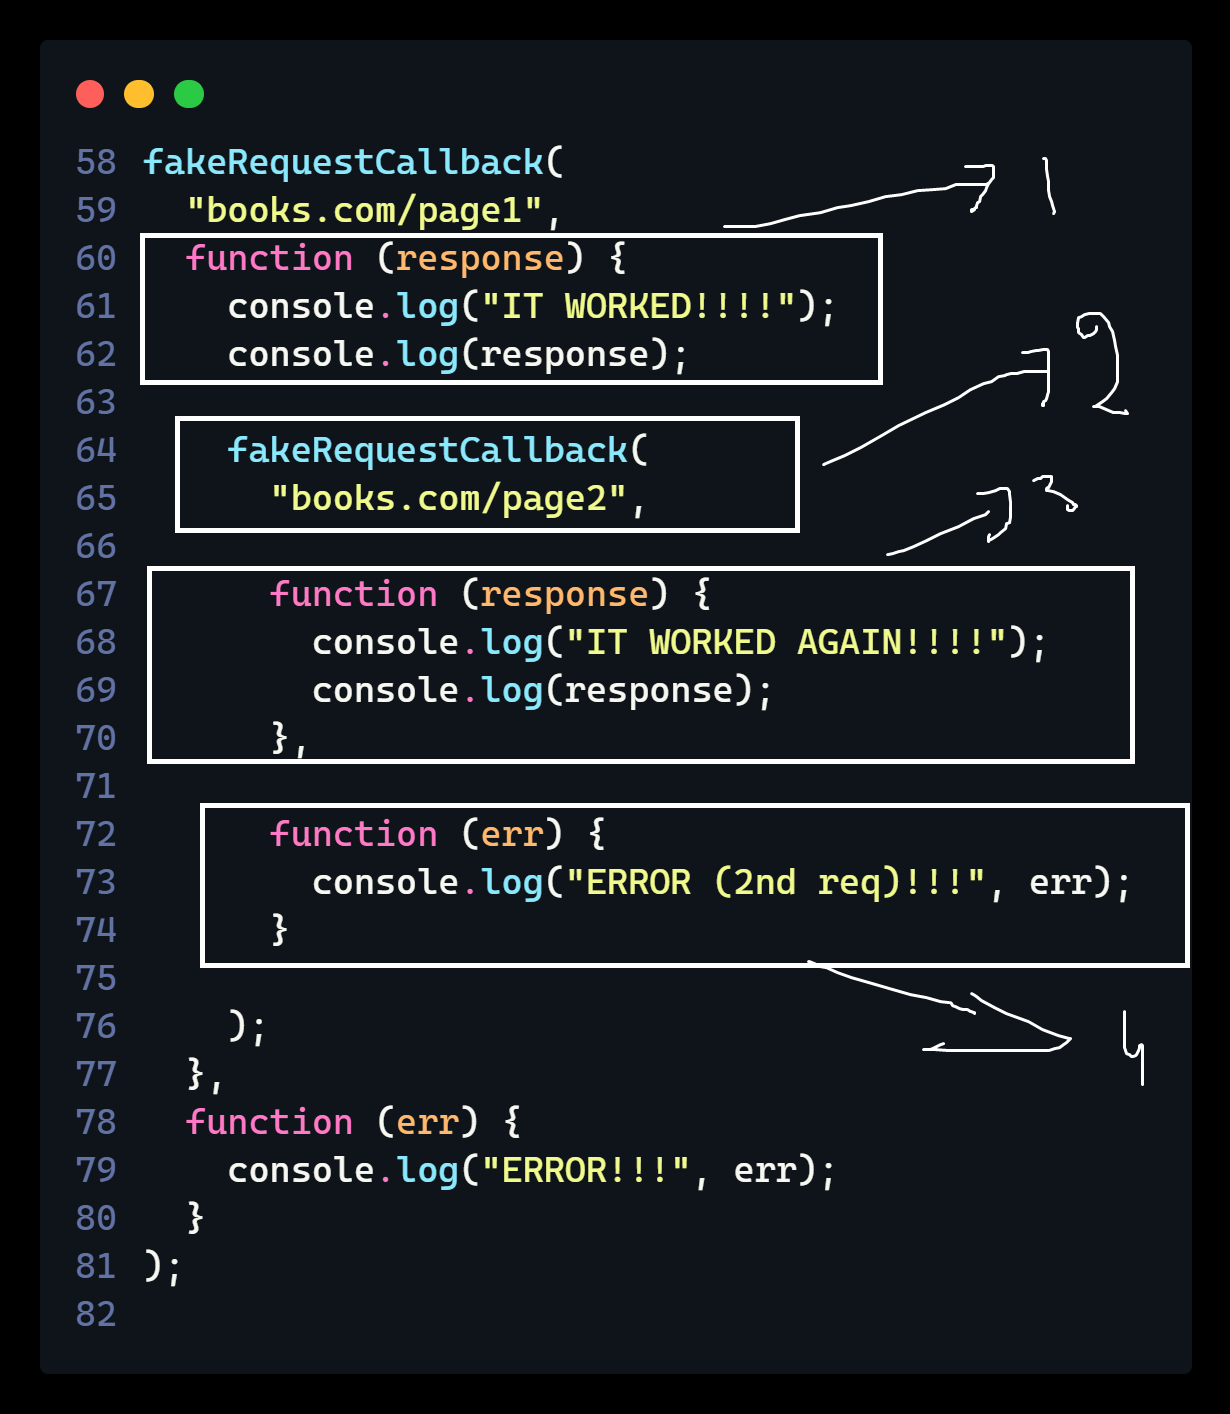 58 fakeRequestCallback(
59   "books.com/page1",
60   function (response) {
61     console.log("IT WORKED!!!!");
62     console.log(response);
63
64     fakeRequestCallback(
65       "books.com/page2",
66
67       function (response) {
68         console.log("IT WORKED AGAIN!!!!");
69         console.log(response);
70       },
71
72       function (err) {
73         console.log("ERROR (2nd req)!!!", err);
74       }
75
76     );
77   },
78   function (err) {
79     console.log("ERROR!!!", err);
80   }
81 );
82
1
2
3
4